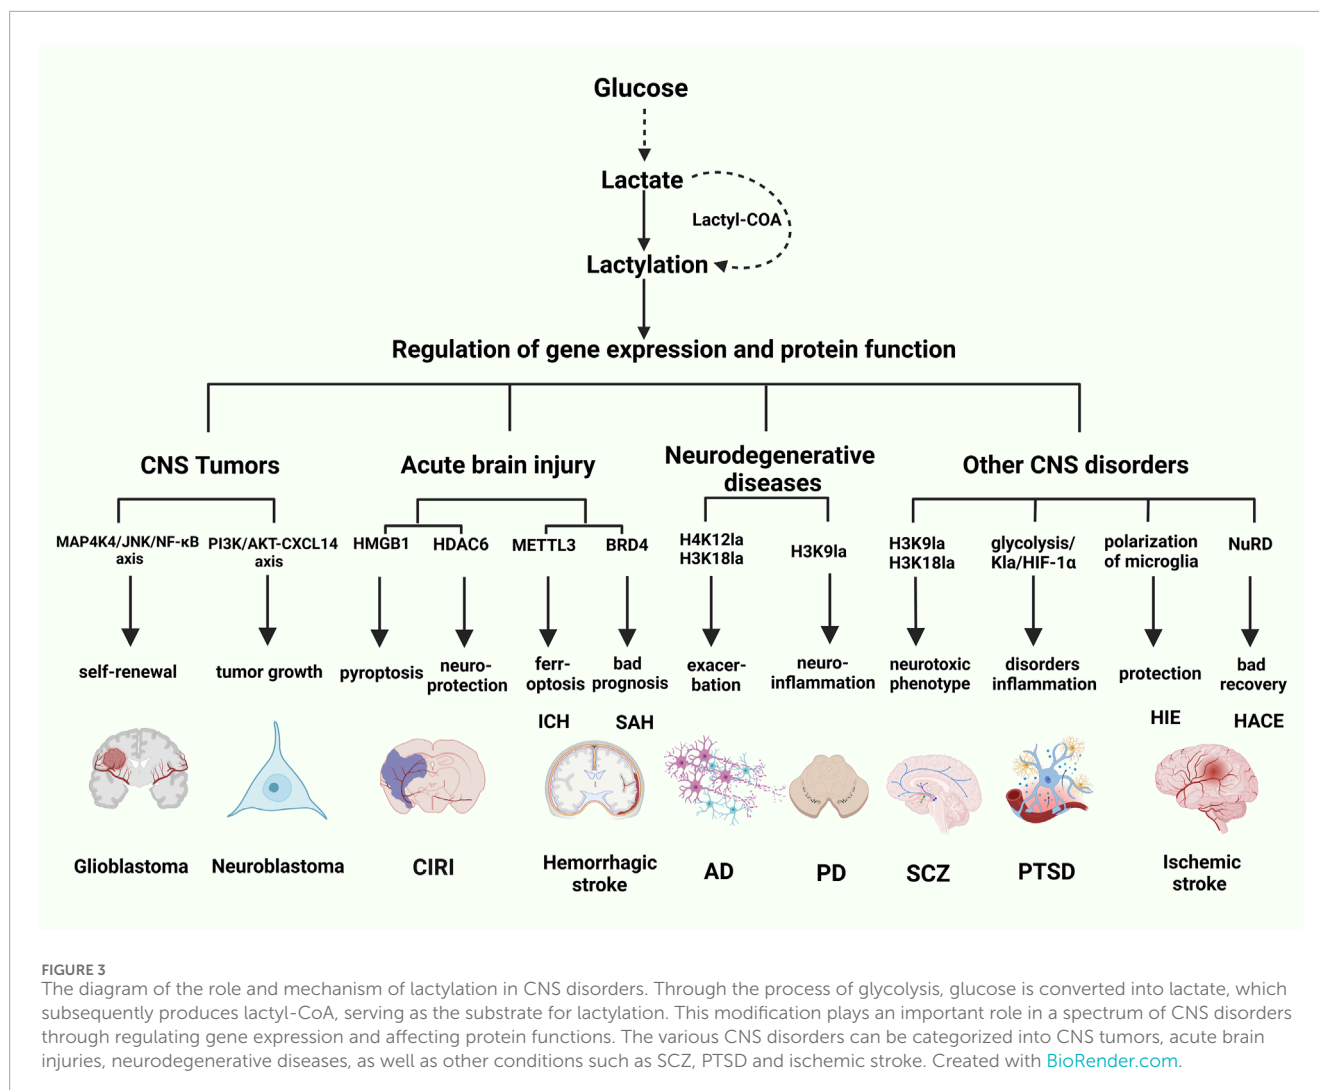 Glucose
Lactate
Lactyl-COA
Lactylation
Regulation of gene expression and protein function
CNS Tumors
Acute brain injury
Neurodegenerative
diseases
Other CNS disorders
MAP4K4/JNK/NF-κB
axis
PI3K/AKT-CXCL14
axis
HMGB1
HDAC6
METTL3
BRD4
H4K12la
H3K18la
H3K9la
H3K9la
H3K18la
glycolysis/
Kla/HIF-1α
polarization
of microglia
NuRD
self-renewal
tumor growth
pyroptosis
neuro-
protection
ferr-
optosis
bad
prognosis
exacer-
bation
neuro-
inflammation
neurotoxic
phenotype
disorders
inflammation
protection
bad
recovery
ICH
SAH
HIE
HACE
Glioblastoma
Neuroblastoma
CIRI
Hemorrhagic
stroke
AD
PD
SCZ
PTSD
Ischemic
stroke
FIGURE 3
The diagram of the role and mechanism of lactylation in CNS disorders. Through the process of glycolysis, glucose is converted into lactate, which
subsequently produces lactyl-CoA, serving as the substrate for lactylation. This modification plays an important role in a spectrum of CNS disorders
through regulating gene expression and affecting protein functions. The various CNS disorders can be categorized into CNS tumors, acute brain
injuries, neurodegenerative diseases, as well as other conditions such as SCZ, PTSD and ischemic stroke. Created with BioRender.com.